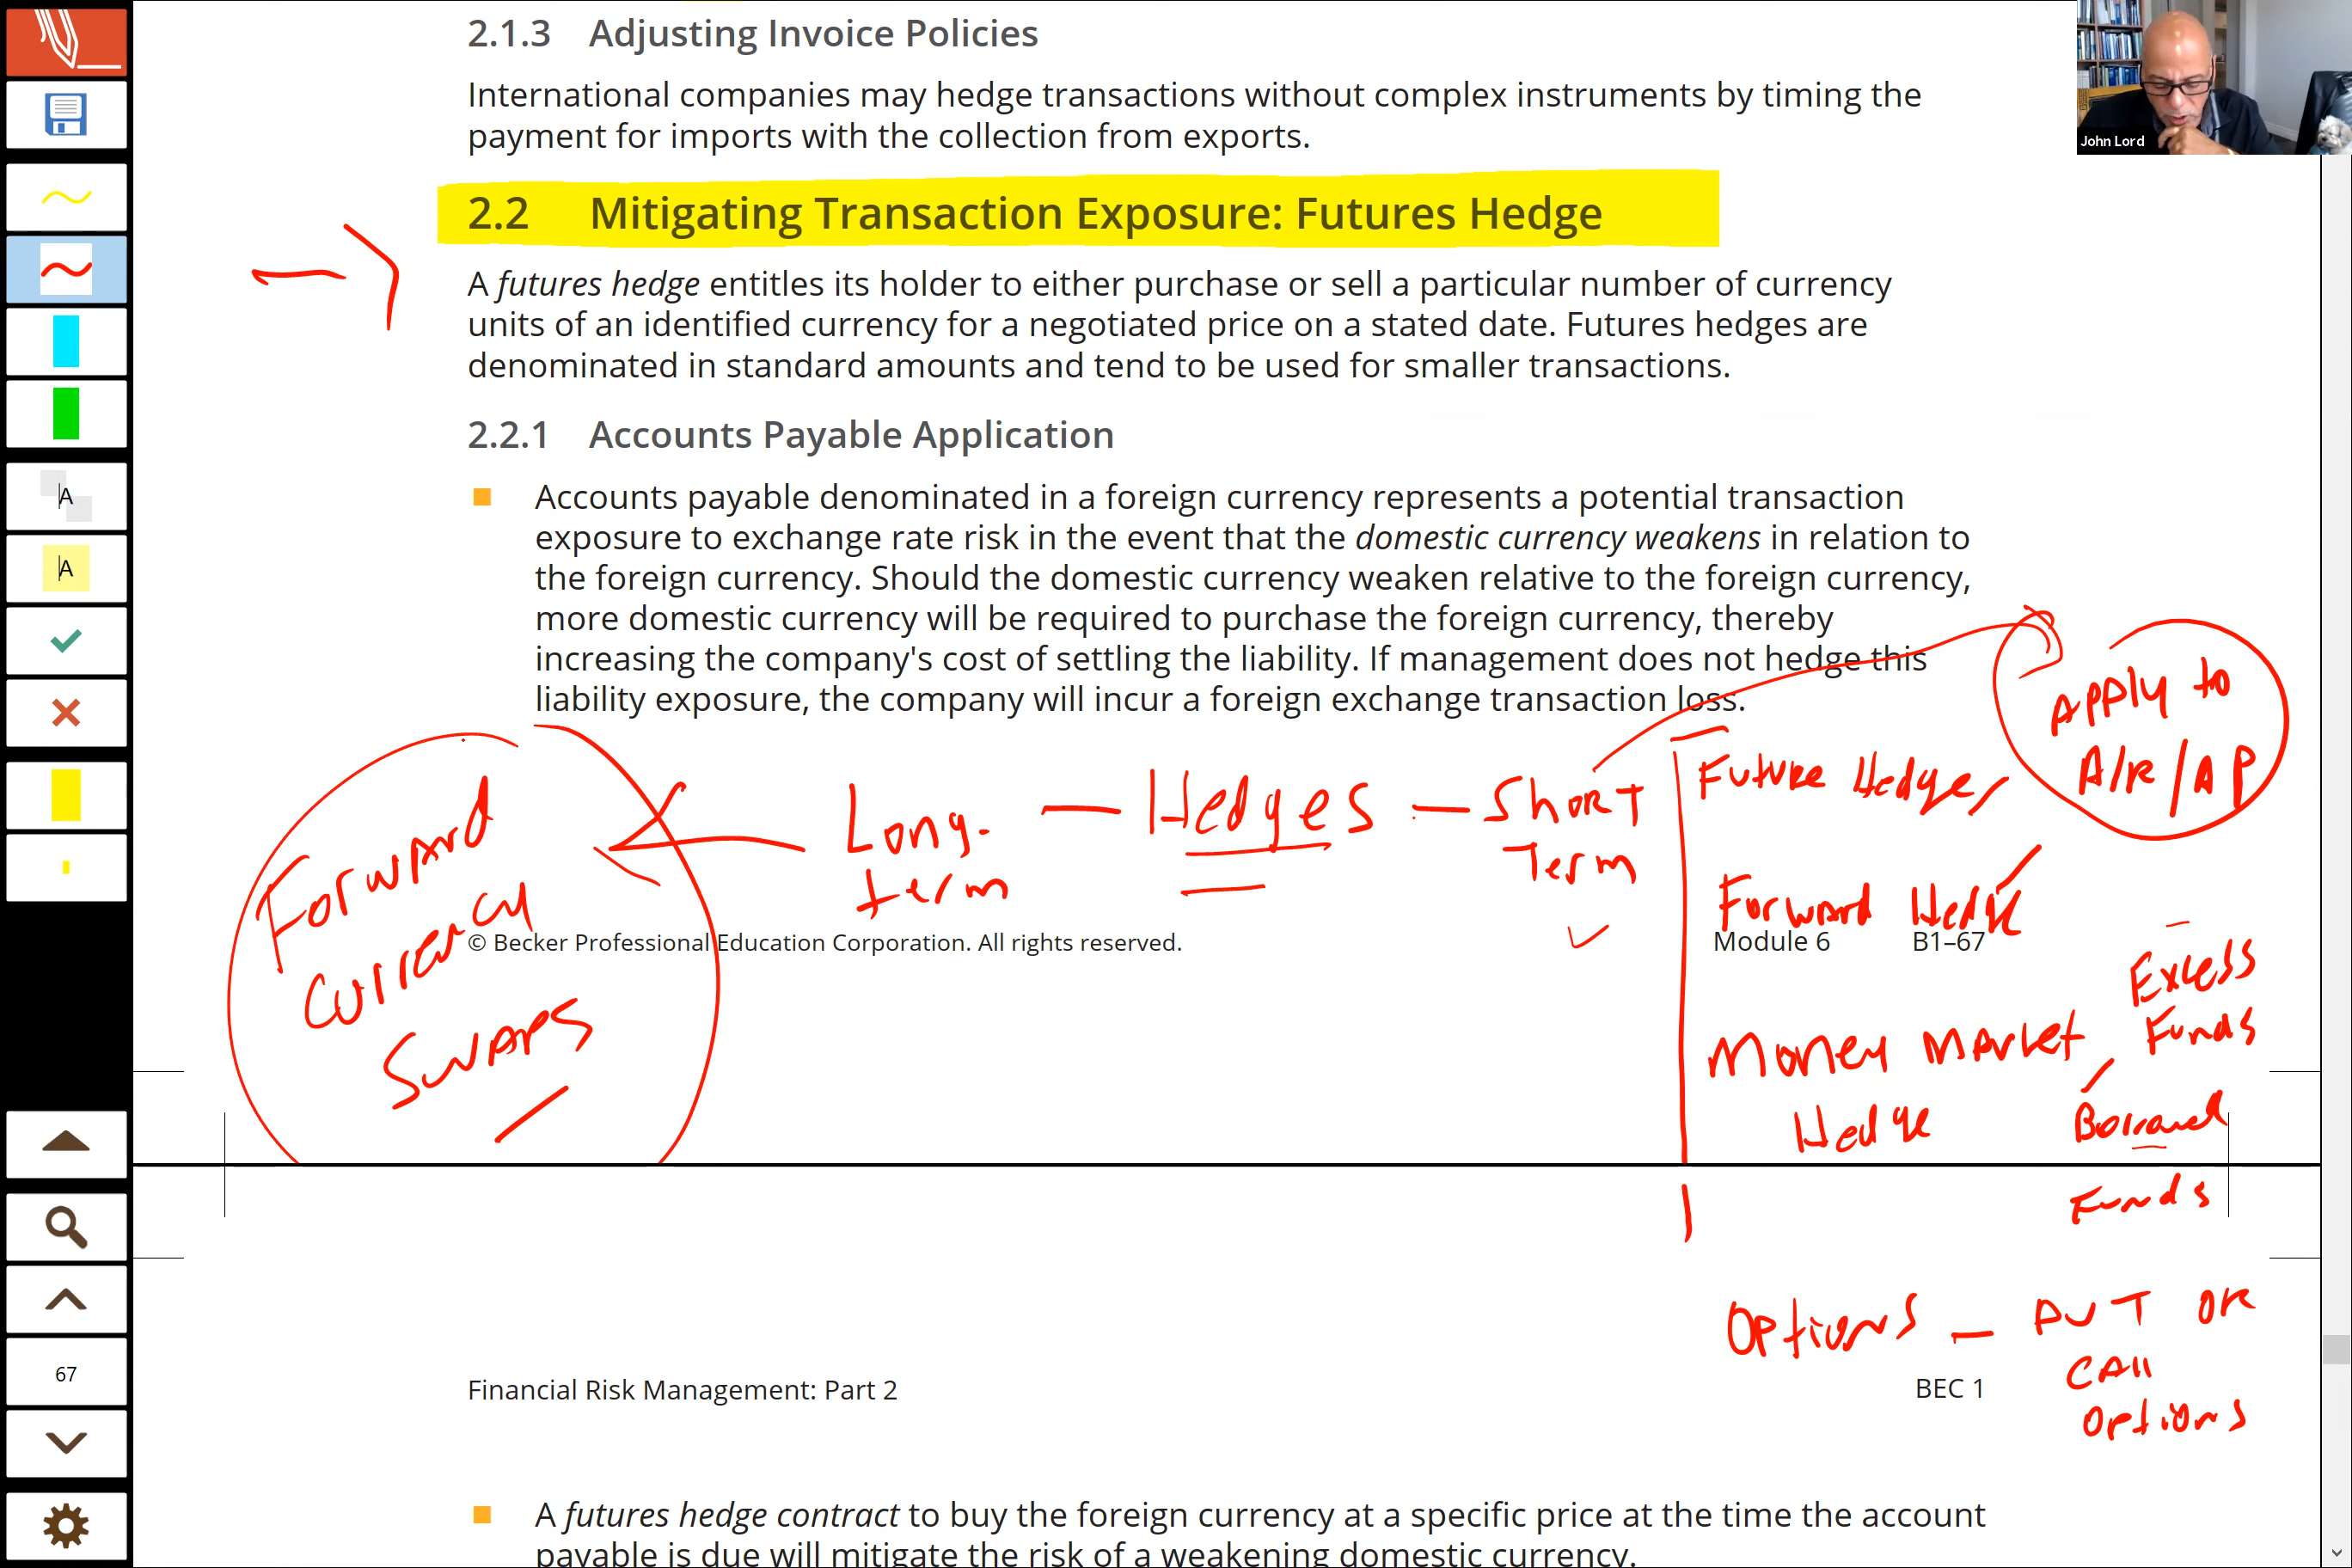 2.1.3 Adjusting Invoice Policies
International companies may hedge transactions without complex instruments by timing the
payment for imports with the collection from exports.
John Lord
2.2 Mitigating Transaction Exposure: Futures Hedge
A futures hedge entitles its holder to either purchase or sell a particular number of currency
units of an identified currency for a negotiated price on a stated date. Futures hedges are
denominated in standard amounts and tend to be used for smaller transactions.
2.2.1 Accounts Payable Application
Accounts payable denominated in a foreign currency represents a potential transaction
exposure to exchange rate risk in the event that the domestic currency weakens in relation to
the foreign currency. Should the domestic currency weaken relative to the foreign currency,
more domestic currency will be required to purchase the foreign currency, thereby
increasing the company's cost of settling the liability. If management does not hedge this
liability exposure, the company will incur a foreign exchange transaction loss.
Apply to
A/R/AP
Forward
Currency
Swaps
Long-
term
Hedges
Short
Term
Future Hedge
Forward Hedge
Money Market
Hedge
Excess
Funds
Borrowed
Funds
© Becker Professional Education Corporation. All rights reserved.
Module 6 B1–67
Options – PUT OR
CAll
Options
Financial Risk Management: Part 2
BEC 1
A futures hedge contract to buy the foreign currency at a specific price at the time the account
payable is due will mitigate the risk of a weakening domestic currency.
A
A
67